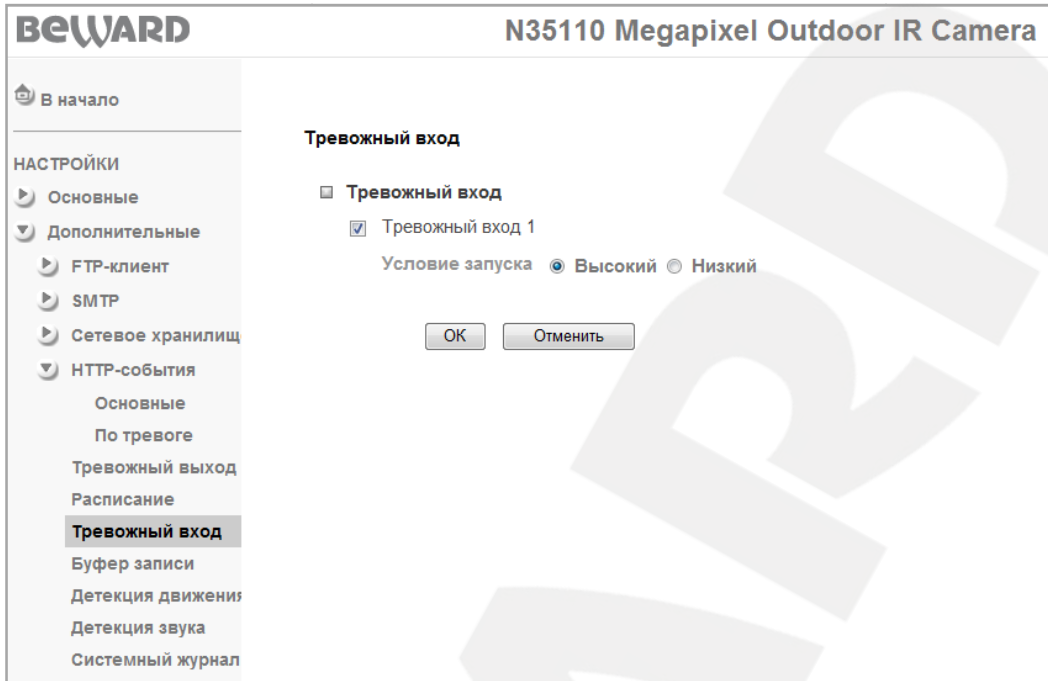 BEWARD
N35110 Megapixel Outdoor IR Camera
В начало
НАСТРОЙКИ
Основные
Дополнительные
FTP-клиент
SMTP
Сетевое хранилищ
HTTP-события
Основные
По тревоге
Тревожный выход
Расписание
Тревожный вход
Буфер записи
Детекция движения
Детекция звука
Системный журнал
Тревожный вход
Тревожный вход
Тревожный вход 1
Условие запуска Высокий Низкий
ОК Отменить